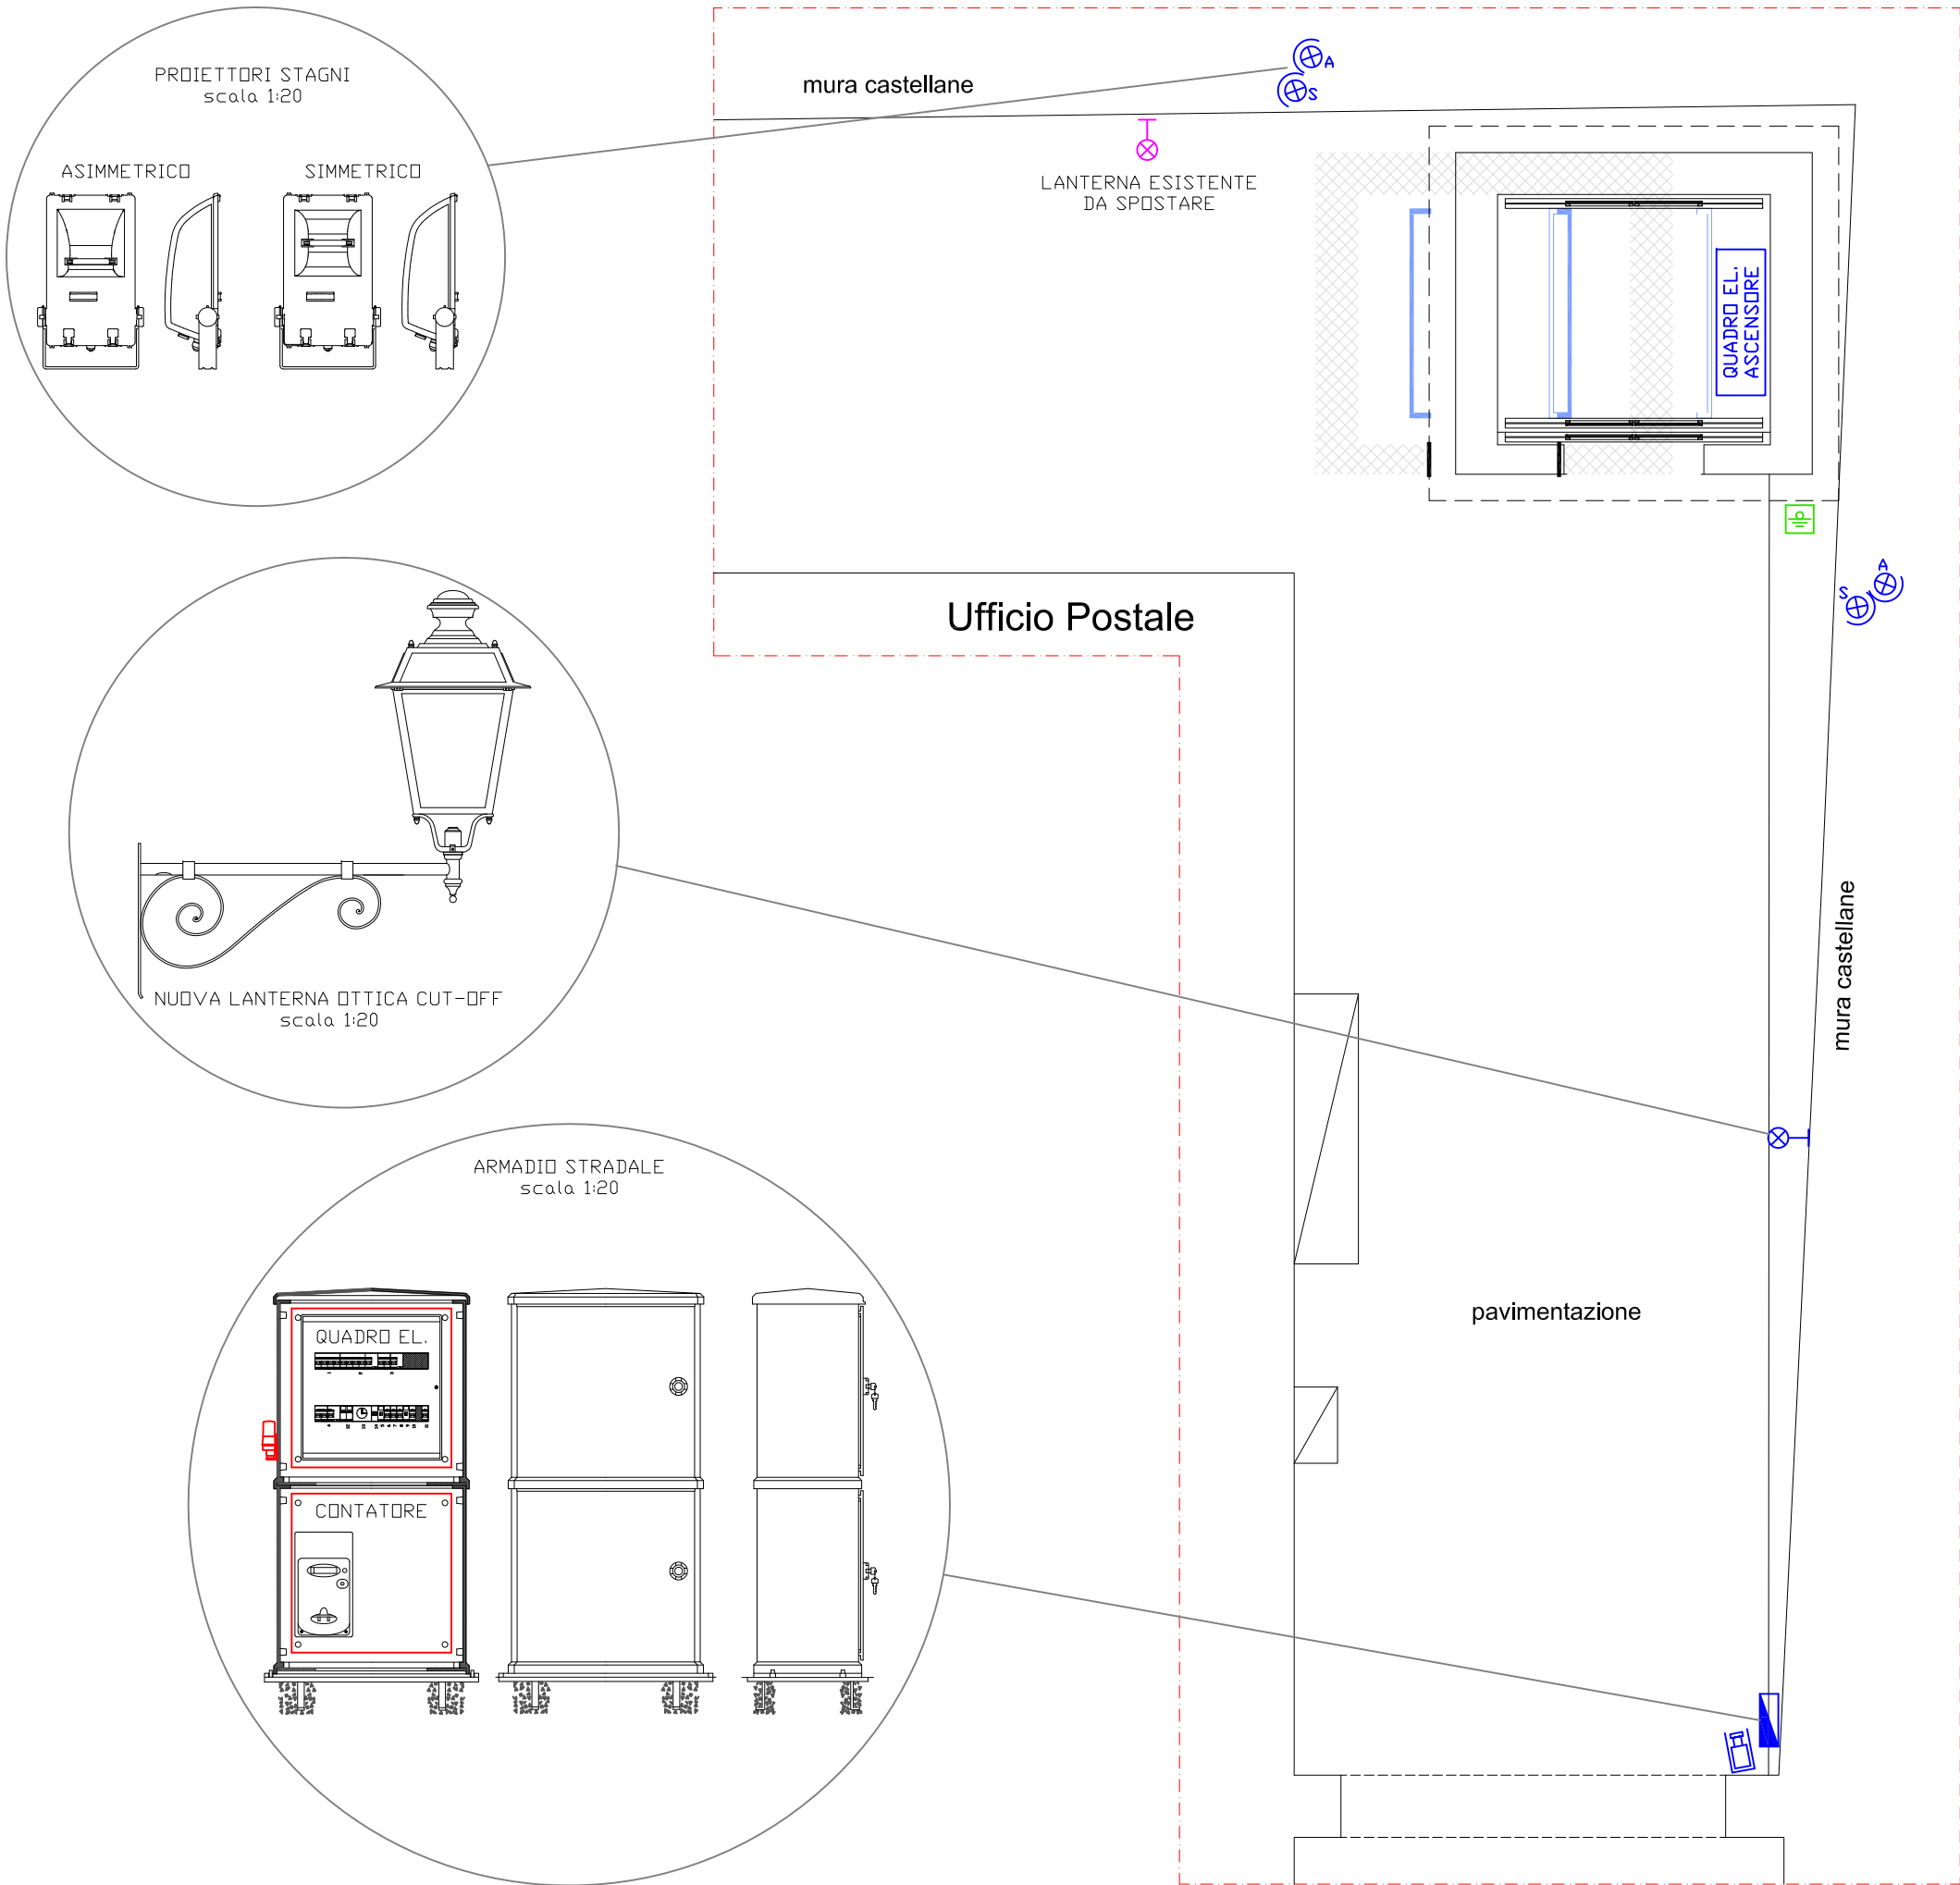 PROIETTORI STAGNI
scala 1:20
ASIMMETRICO
SIMMETRICO
mura castellane
A
S
LANTERNA ESISTENTE
DA SPOSTARE
QUADRO EL.
ASCENSORE
Ufficio Postale
A
S
NUOVA LANTERNA OTTICA CUT-OFF
scala 1:20
mura castellane
ARMADIO STRADALE
scala 1:20
QUADRO EL.
CONTATORE
pavimentazione